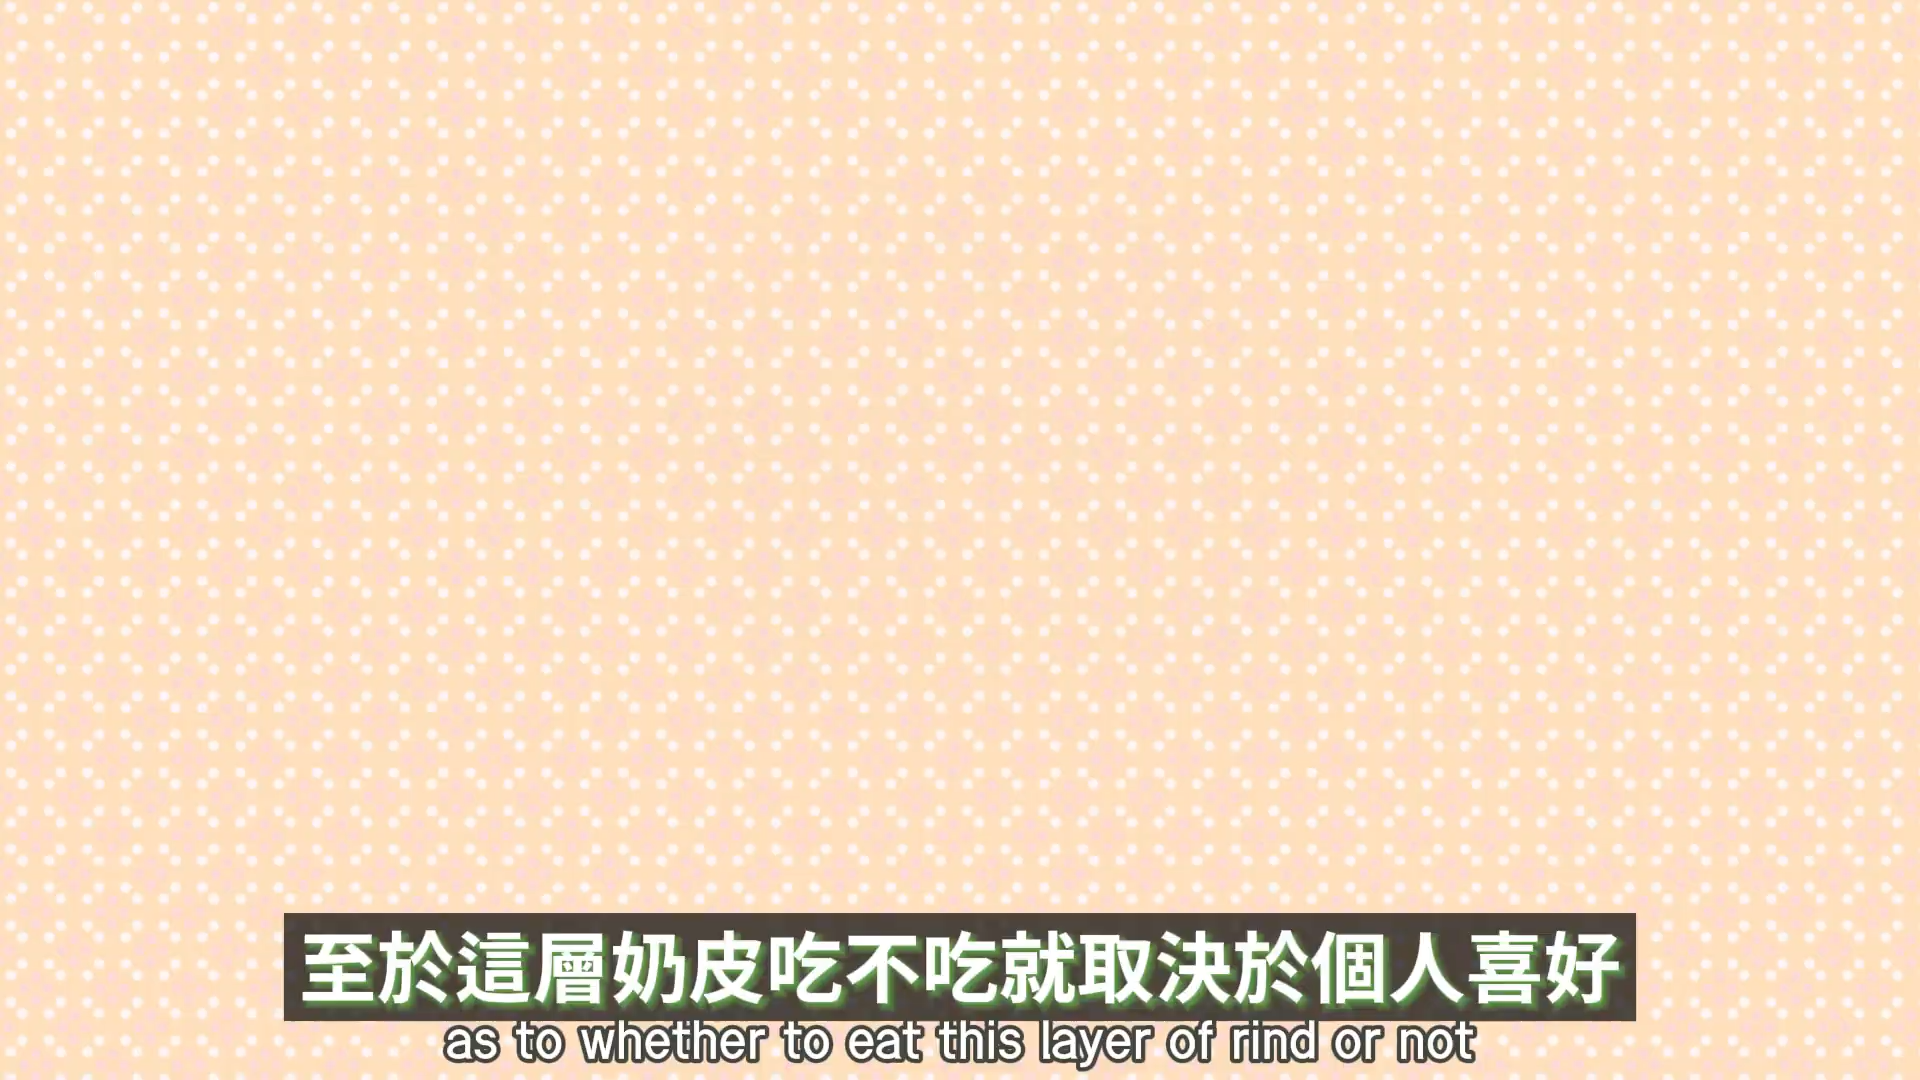 至於這層奶皮吃不吃就取決於個人喜好
as to whether to eat this layer of rind or not